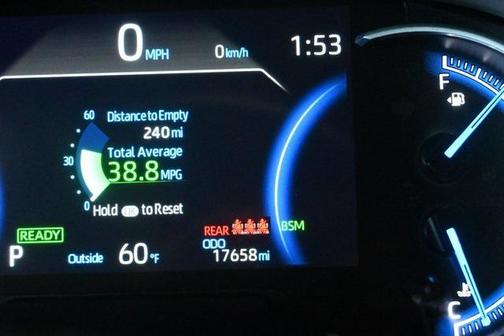 0 MPH 0 km/h 1:53
60 Distance to Empty
240 mi
Total Average
30 38.8 MPG
0 Hold OK to Reset
READY REAR BSM
ODO
P Outside 60°F 17658 mi
F
C